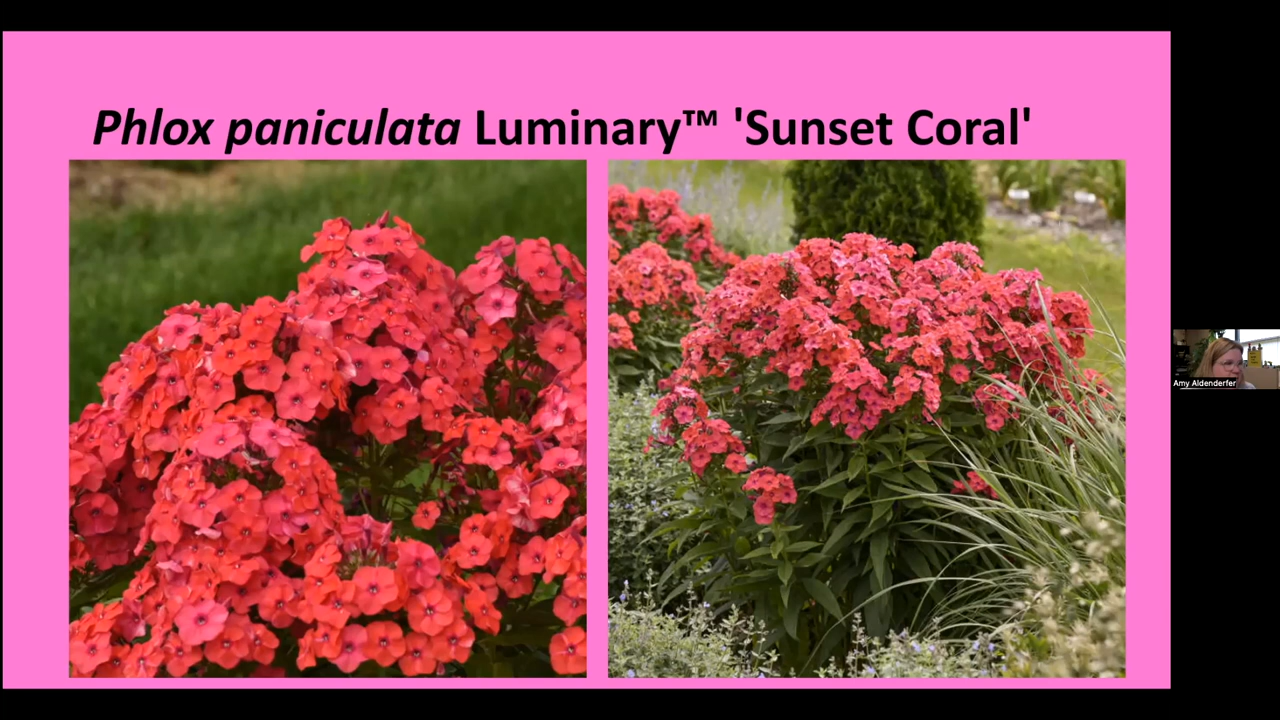 Phlox paniculata Luminary™ 'Sunset Coral'
Amy Aldenderfer